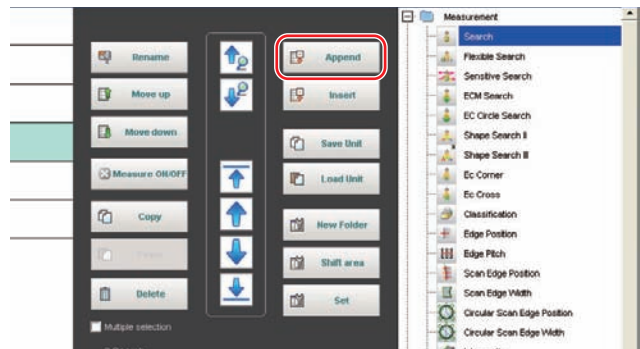 Rename
Move up
Move down
Measure ON/OFF
Copy
Delete
Multiple selection
Append
Insert
Save Unit
Load Unit
New Folder
Shift area
Set
Measurement
Search
Flexible Search
Sensitive Search
ECM Search
EC Circle Search
Shape Search II
Shape Search III
Ec Corner
Ec Cross
Classification
Edge Position
Edge Pitch
Scan Edge Position
Scan Edge Width
Circular Scan Edge Position
Circular Scan Edge Width